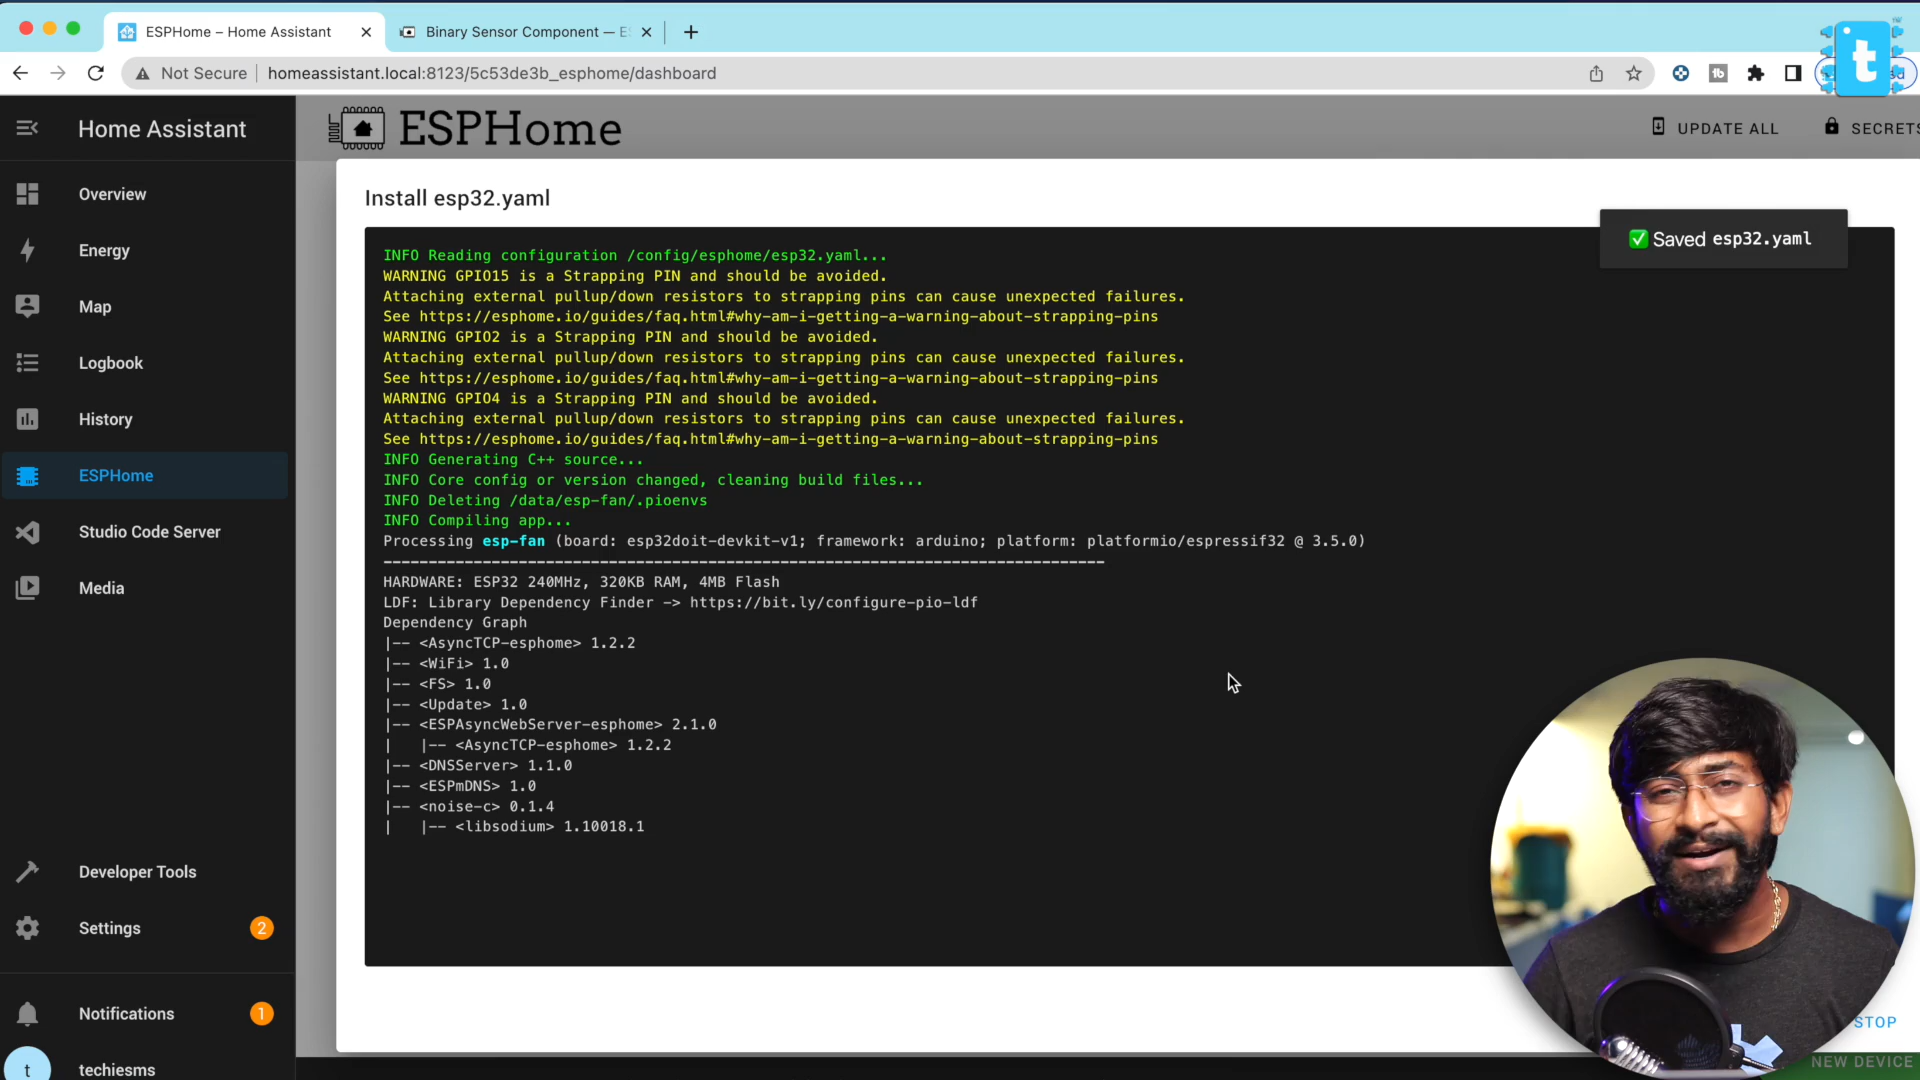 ESPHome – Home Assistant
Binary Sensor Component — E
Not Secure
homeassistant.local:8123/5c53de3b_esphome/dashboard
t
Home Assistant
ESPHome
UPDATE ALL
SECRETS
Overview
Energy
Map
Logbook
History
ESPHome
Studio Code Server
Media
Developer Tools
Settings
2
Notifications
1
t
techiesms
Install esp32.yaml
Saved esp32.yaml
INFO Reading configuration /config/esphome/esp32.yaml...
WARNING GPIO15 is a Strapping PIN and should be avoided.
Attaching external pullup/down resistors to strapping pins can cause unexpected failures.
See https://esphome.io/guides/faq.html#why-am-i-getting-a-warning-about-strapping-pins
WARNING GPIO2 is a Strapping PIN and should be avoided.
Attaching external pullup/down resistors to strapping pins can cause unexpected failures.
See https://esphome.io/guides/faq.html#why-am-i-getting-a-warning-about-strapping-pins
WARNING GPIO4 is a Strapping PIN and should be avoided.
Attaching external pullup/down resistors to strapping pins can cause unexpected failures.
See https://esphome.io/guides/faq.html#why-am-i-getting-a-warning-about-strapping-pins
INFO Generating C++ source...
INFO Core config or version changed, cleaning build files...
INFO Deleting /data/esp-fan/.pioenvs
INFO Compiling app...
Processing esp-fan (board: esp32doit-devkit-v1; framework: arduino; platform: platformio/espressif32 @ 3.5.0)
--------------------------------------------------------------------------------
HARDWARE: ESP32 240MHz, 320KB RAM, 4MB Flash
LDF: Library Dependency Finder -> https://bit.ly/configure-pio-ldf
Dependency Graph
|-- <AsyncTCP-esphome> 1.2.2
|-- <WiFi> 1.0
|-- <FS> 1.0
|-- <Update> 1.0
|-- <ESPAsyncWebServer-esphome> 2.1.0
|   |-- <AsyncTCP-esphome> 1.2.2
|-- <DNSServer> 1.1.0
|-- <ESPmDNS> 1.0
|-- <noise-c> 0.1.4
|   |-- <libsodium> 1.10018.1
STOP
NEW DEVICE